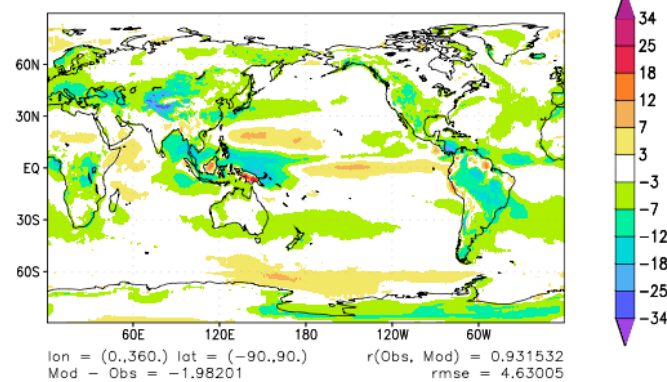 60N
30N
EQ
30S
60S
60E 120E 180 120W 60W
34
25
18
12
7
3
-3
-7
-12
-18
-25
-34
lon = (0.,360.) lat = (-90.,90.) r(Obs, Mod) = 0.931532
Mod - Obs = -1.98201 rmse = 4.63005